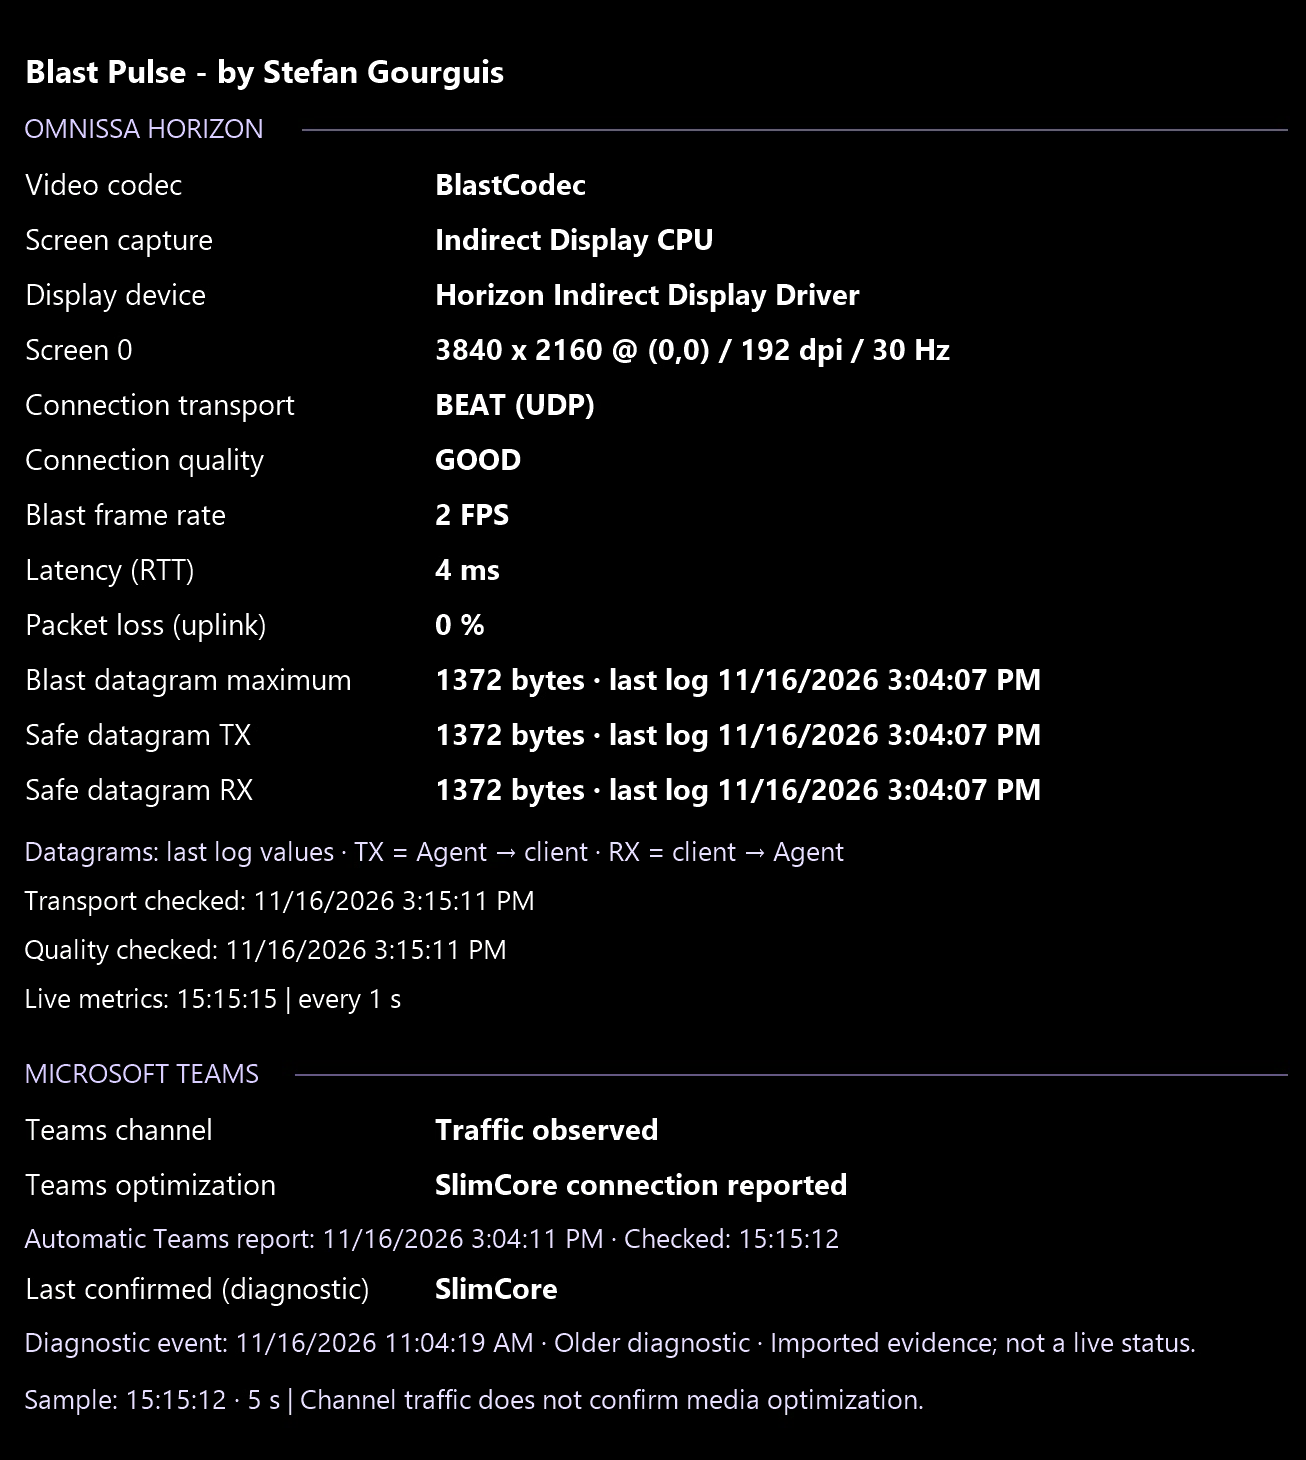 Blast Pulse - by Stefan Gourguis
OMNISSA HORIZON
Video codec BlastCodec
Screen capture Indirect Display CPU
Display device Horizon Indirect Display Driver
Screen 0 3840 x 2160 @ (0,0) / 192 dpi / 30 Hz
Connection transport BEAT (UDP)
Connection quality GOOD
Blast frame rate 2 FPS
Latency (RTT) 4 ms
Packet loss (uplink) 0 %
Blast datagram maximum 1372 bytes · last log 11/16/2026 3:04:07 PM
Safe datagram TX 1372 bytes · last log 11/16/2026 3:04:07 PM
Safe datagram RX 1372 bytes · last log 11/16/2026 3:04:07 PM
Datagrams: last log values · TX = Agent → client · RX = client → Agent
Transport checked: 11/16/2026 3:15:11 PM
Quality checked: 11/16/2026 3:15:11 PM
Live metrics: 15:15:15 | every 1 s
MICROSOFT TEAMS
Teams channel Traffic observed
Teams optimization SlimCore connection reported
Automatic Teams report: 11/16/2026 3:04:11 PM · Checked: 15:15:12
Last confirmed (diagnostic) SlimCore
Diagnostic event: 11/16/2026 11:04:19 AM · Older diagnostic · Imported evidence; not a live status.
Sample: 15:15:12 · 5 s | Channel traffic does not confirm media optimization.